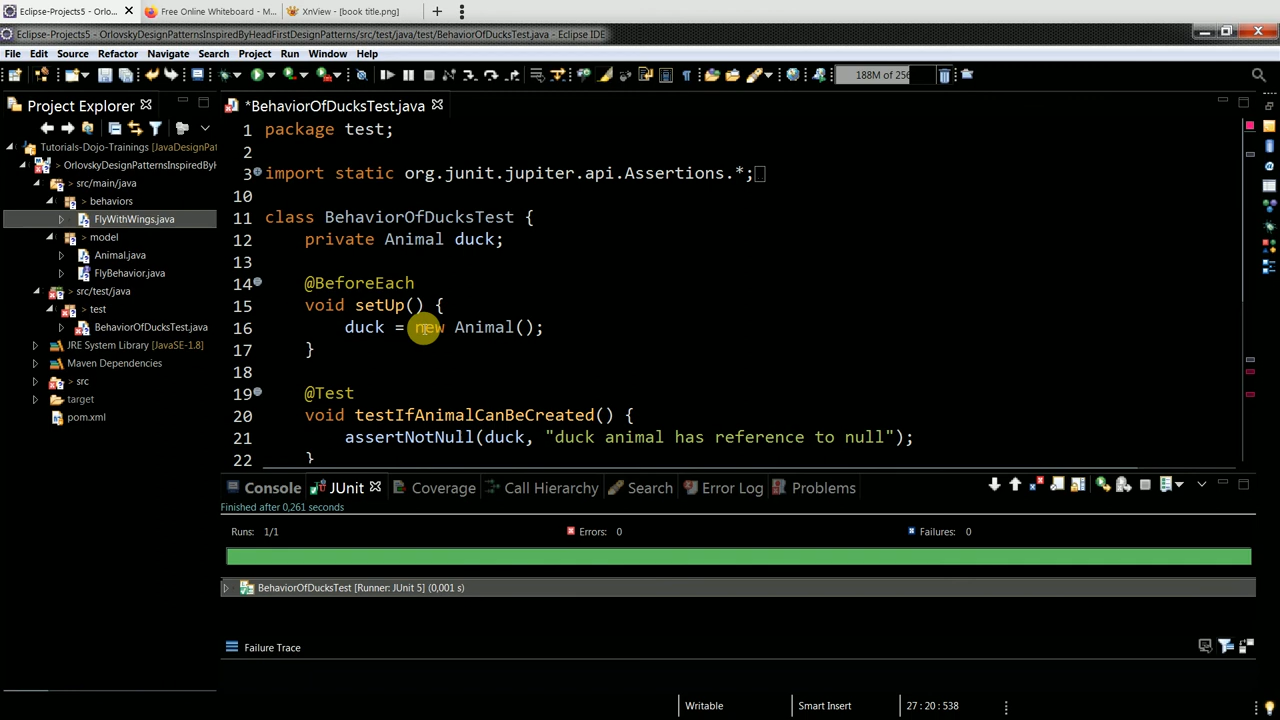 Eclipse-Projects5 - Orlo...
Free Online Whiteboard - M...
XnView - [book title.png]
Eclipse-Projects5 - OrlovskyDesignPatternsInspiredByHeadFirstDesignPatterns/src/test/java/test/BehaviorOfDucksTest.java - Eclipse IDE
File Edit Source Refactor Navigate Search Project Run Window Help
188M of 256
Project Explorer
*BehaviorOfDucksTest.java
Tutorials-Dojo-Trainings [JavaDesignP
OrlovskyDesignPatternsInspiredByH
> src/main/java
> behaviors
FlyWithWings.java
> model
Animal.java
FlyBehavior.java
> src/test/java
> test
BehaviorOfDucksTest.java
JRE System Library [JavaSE-1.8]
Maven Dependencies
> src
target
pom.xml
1 package test;
2
3 import static org.junit.jupiter.api.Assertions.*;
10
11 class BehaviorOfDucksTest {
12 private Animal duck;
13
14 @BeforeEach
15 void setUp() {
16 duck = new Animal();
17 }
18
19 @Test
20 void testIfAnimalCanBeCreated() {
21 assertNotNull(duck, "duck animal has reference to null");
22 }
Console JUnit Coverage Call Hierarchy Search Error Log Problems
Finished after 0,261 seconds
Runs: 1/1 Errors: 0 Failures: 0
BehaviorOfDucksTest [Runner: JUnit 5] (0,001 s)
Failure Trace
Writable Smart Insert 27 : 20 : 538